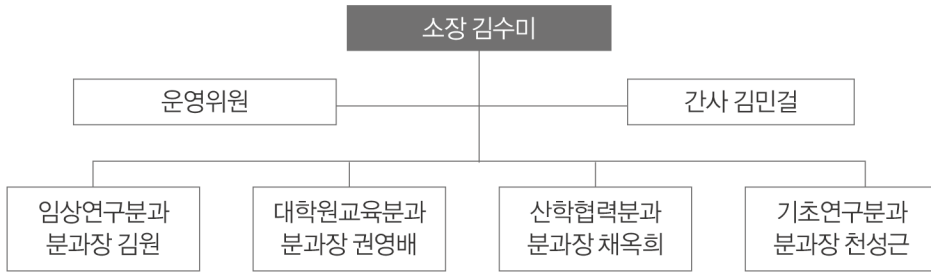 소장 김수미
운영위원
간사 김민걸
임상연구분과
분과장 김원
대학원교육분과
분과장 권영배
산학협력분과
분과장 채옥희
기초연구분과
분과장 천성근